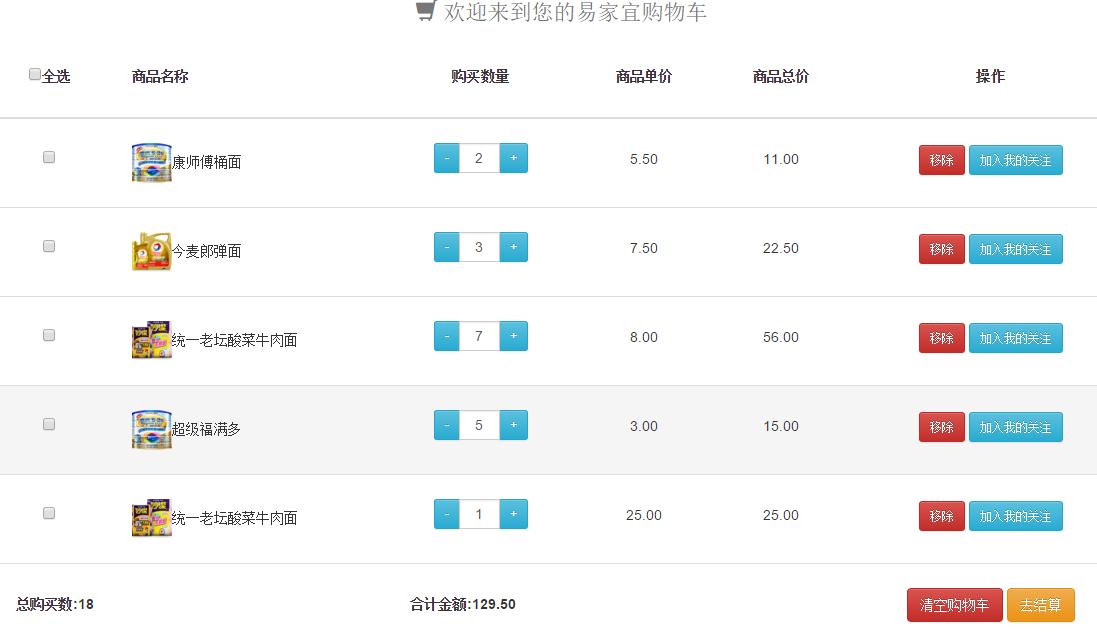 欢迎来到您的易家宜购物车
全选 商品名称 购买数量 商品单价 商品总价 操作
康师傅桶面 - 2 + 5.50 11.00 移除 加入我的关注
今麦郎弹面 - 3 + 7.50 22.50 移除 加入我的关注
统一老坛酸菜牛肉面 - 7 + 8.00 56.00 移除 加入我的关注
超级福满多 - 5 + 3.00 15.00 移除 加入我的关注
统一老坛酸菜牛肉面 - 1 + 25.00 25.00 移除 加入我的关注
总购买数:18 合计金额:129.50 清空购物车 去结算